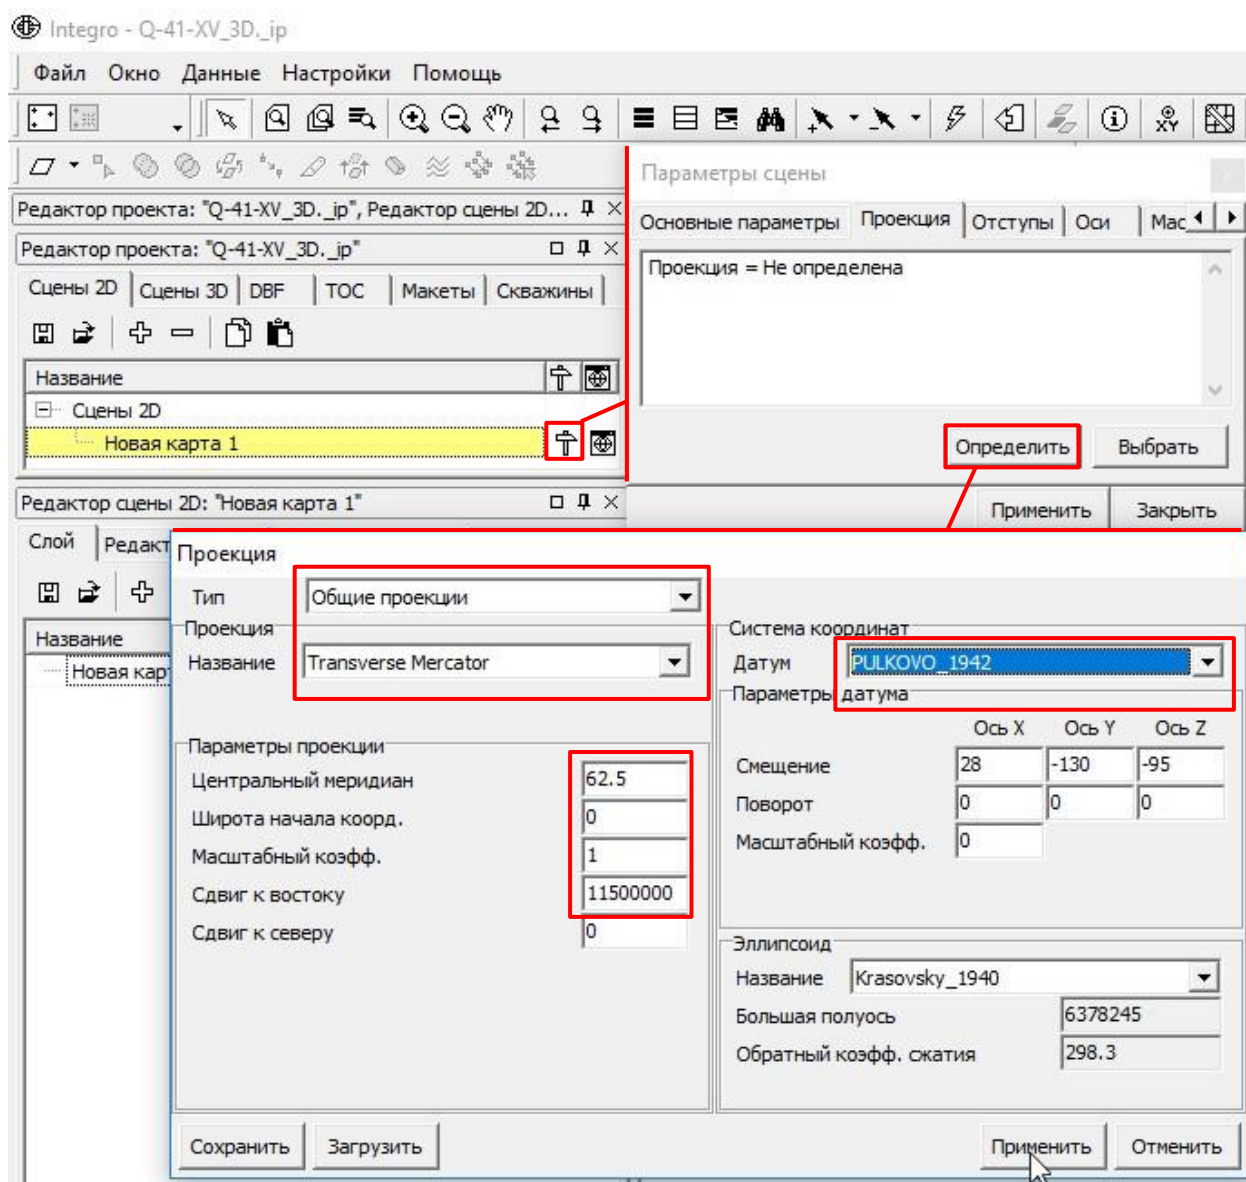 Integro - Q-41-XV_3D._ip
Файл Окно Данные Настройки Помощь
XY
Редактор проекта: "Q-41-XV_3D._ip", Редактор сцены 2D...
Редактор проекта: "Q-41-XV_3D._ip"
Сцены 2D Сцены 3D DBF TOC Макеты Скважины
Название
Сцены 2D
Новая карта 1
Параметры сцены
Основные параметры Проекция Отступы Оси Мас
Проекция = Не определена
Определить Выбрать
Применить Закрыть
Редактор сцены 2D: "Новая карта 1"
Слой Редакт
Название
Новая кар
Проекция
Тип Общие проекции
Проекция
Название Transverse Mercator
Параметры проекции
Центральный меридиан 62.5
Широта начала коорд. 0
Масштабный коэфф. 1
Сдвиг к востоку 11500000
Сдвиг к северу 0
Система координат
Датум PULKOVO_1942
Параметры датума
Ось X Ось Y Ось Z
Смещение 28 -130 -95
Поворот 0 0 0
Масштабный коэфф. 0
Эллипсоид
Название Krasovsky_1940
Большая полуось 6378245
Обратный коэфф. сжатия 298.3
Сохранить Загрузить Применить Отменить